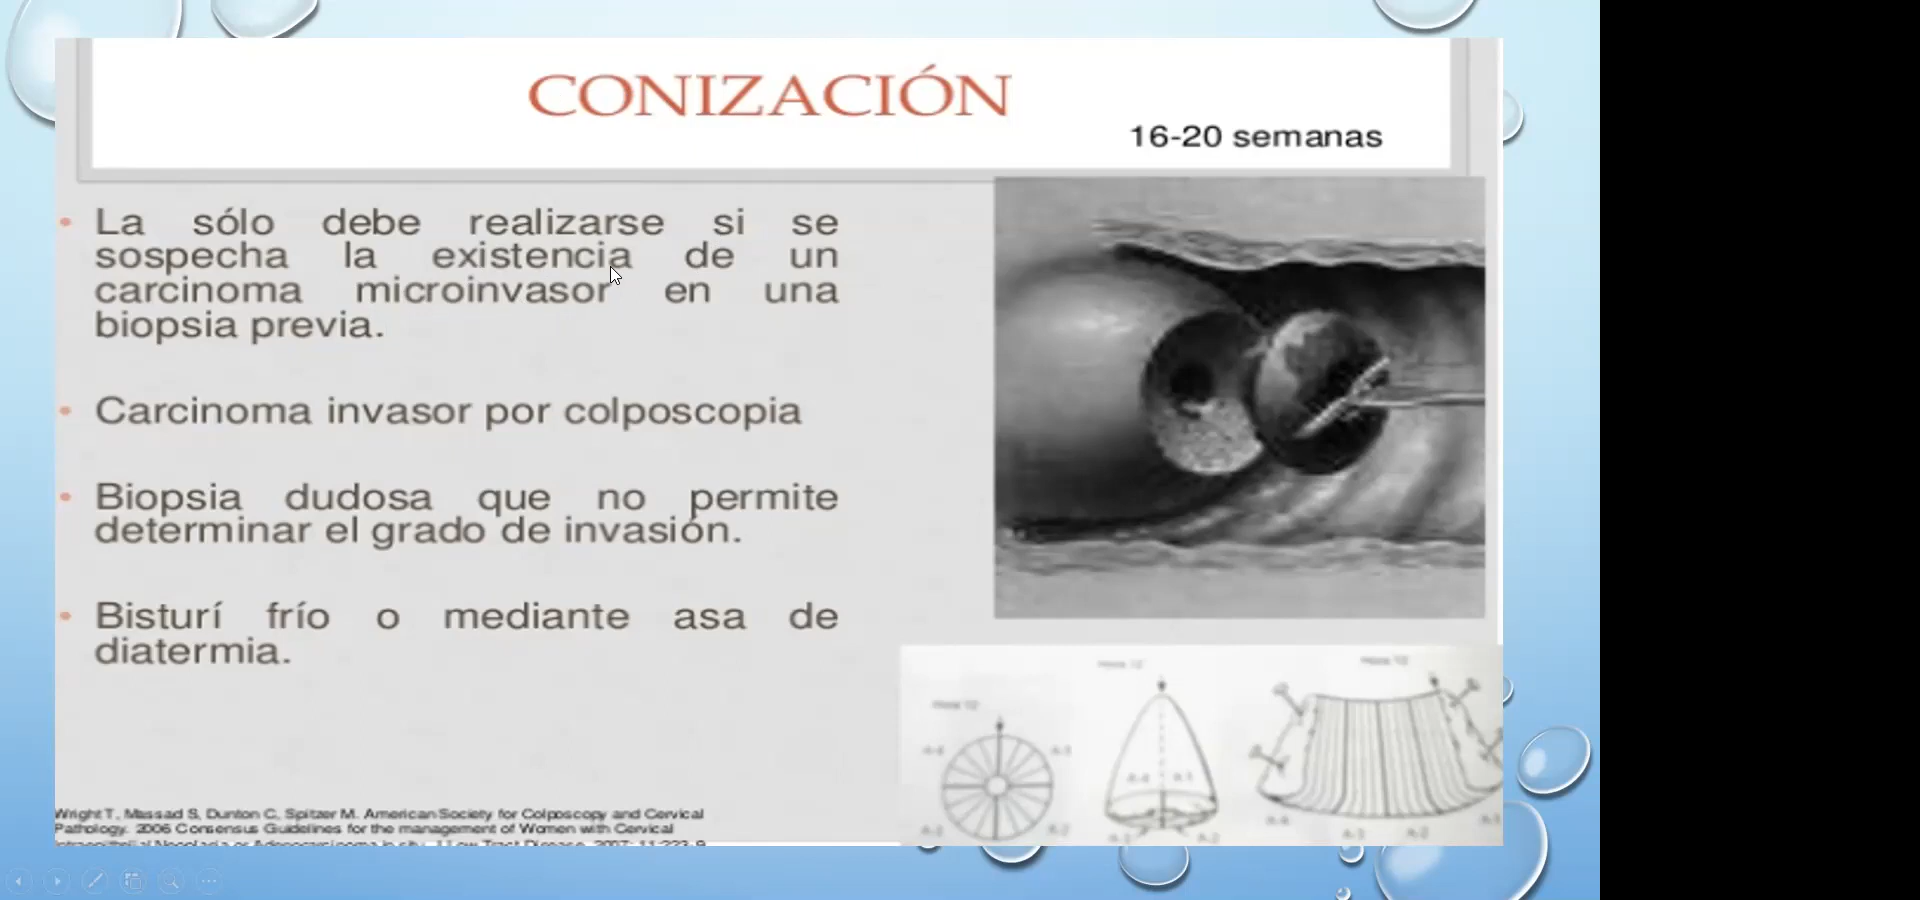 CONIZACIÓN
16-20 semanas
• La sólo debe realizarse si se
sospecha la existencia de un
carcinoma microinvasor en una
biopsia previa.
• Carcinoma invasor por colposcopia
• Biopsia dudosa que no permite
determinar el grado de invasión.
• Bisturí frío o mediante asa de
diatermia.
Wright T, Massad S, Dunton C, Spitzer M. American Society for Colposcopy and Cervical
Pathology. 2006 Consensus Guidelines for the management of Women with Cervical